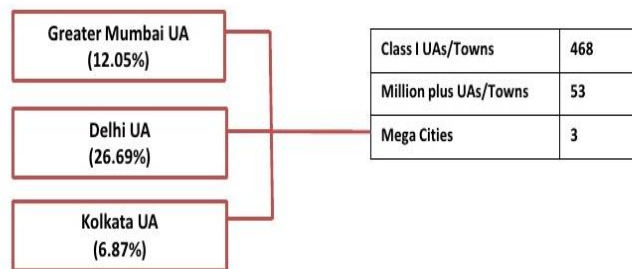 Greater Mumbai UA
(12.05%)
Delhi UA
(26.69%)
Kolkata UA
(6.87%)
Class I UAs/Towns 468
Million plus UAs/Towns 53
Mega Cities 3